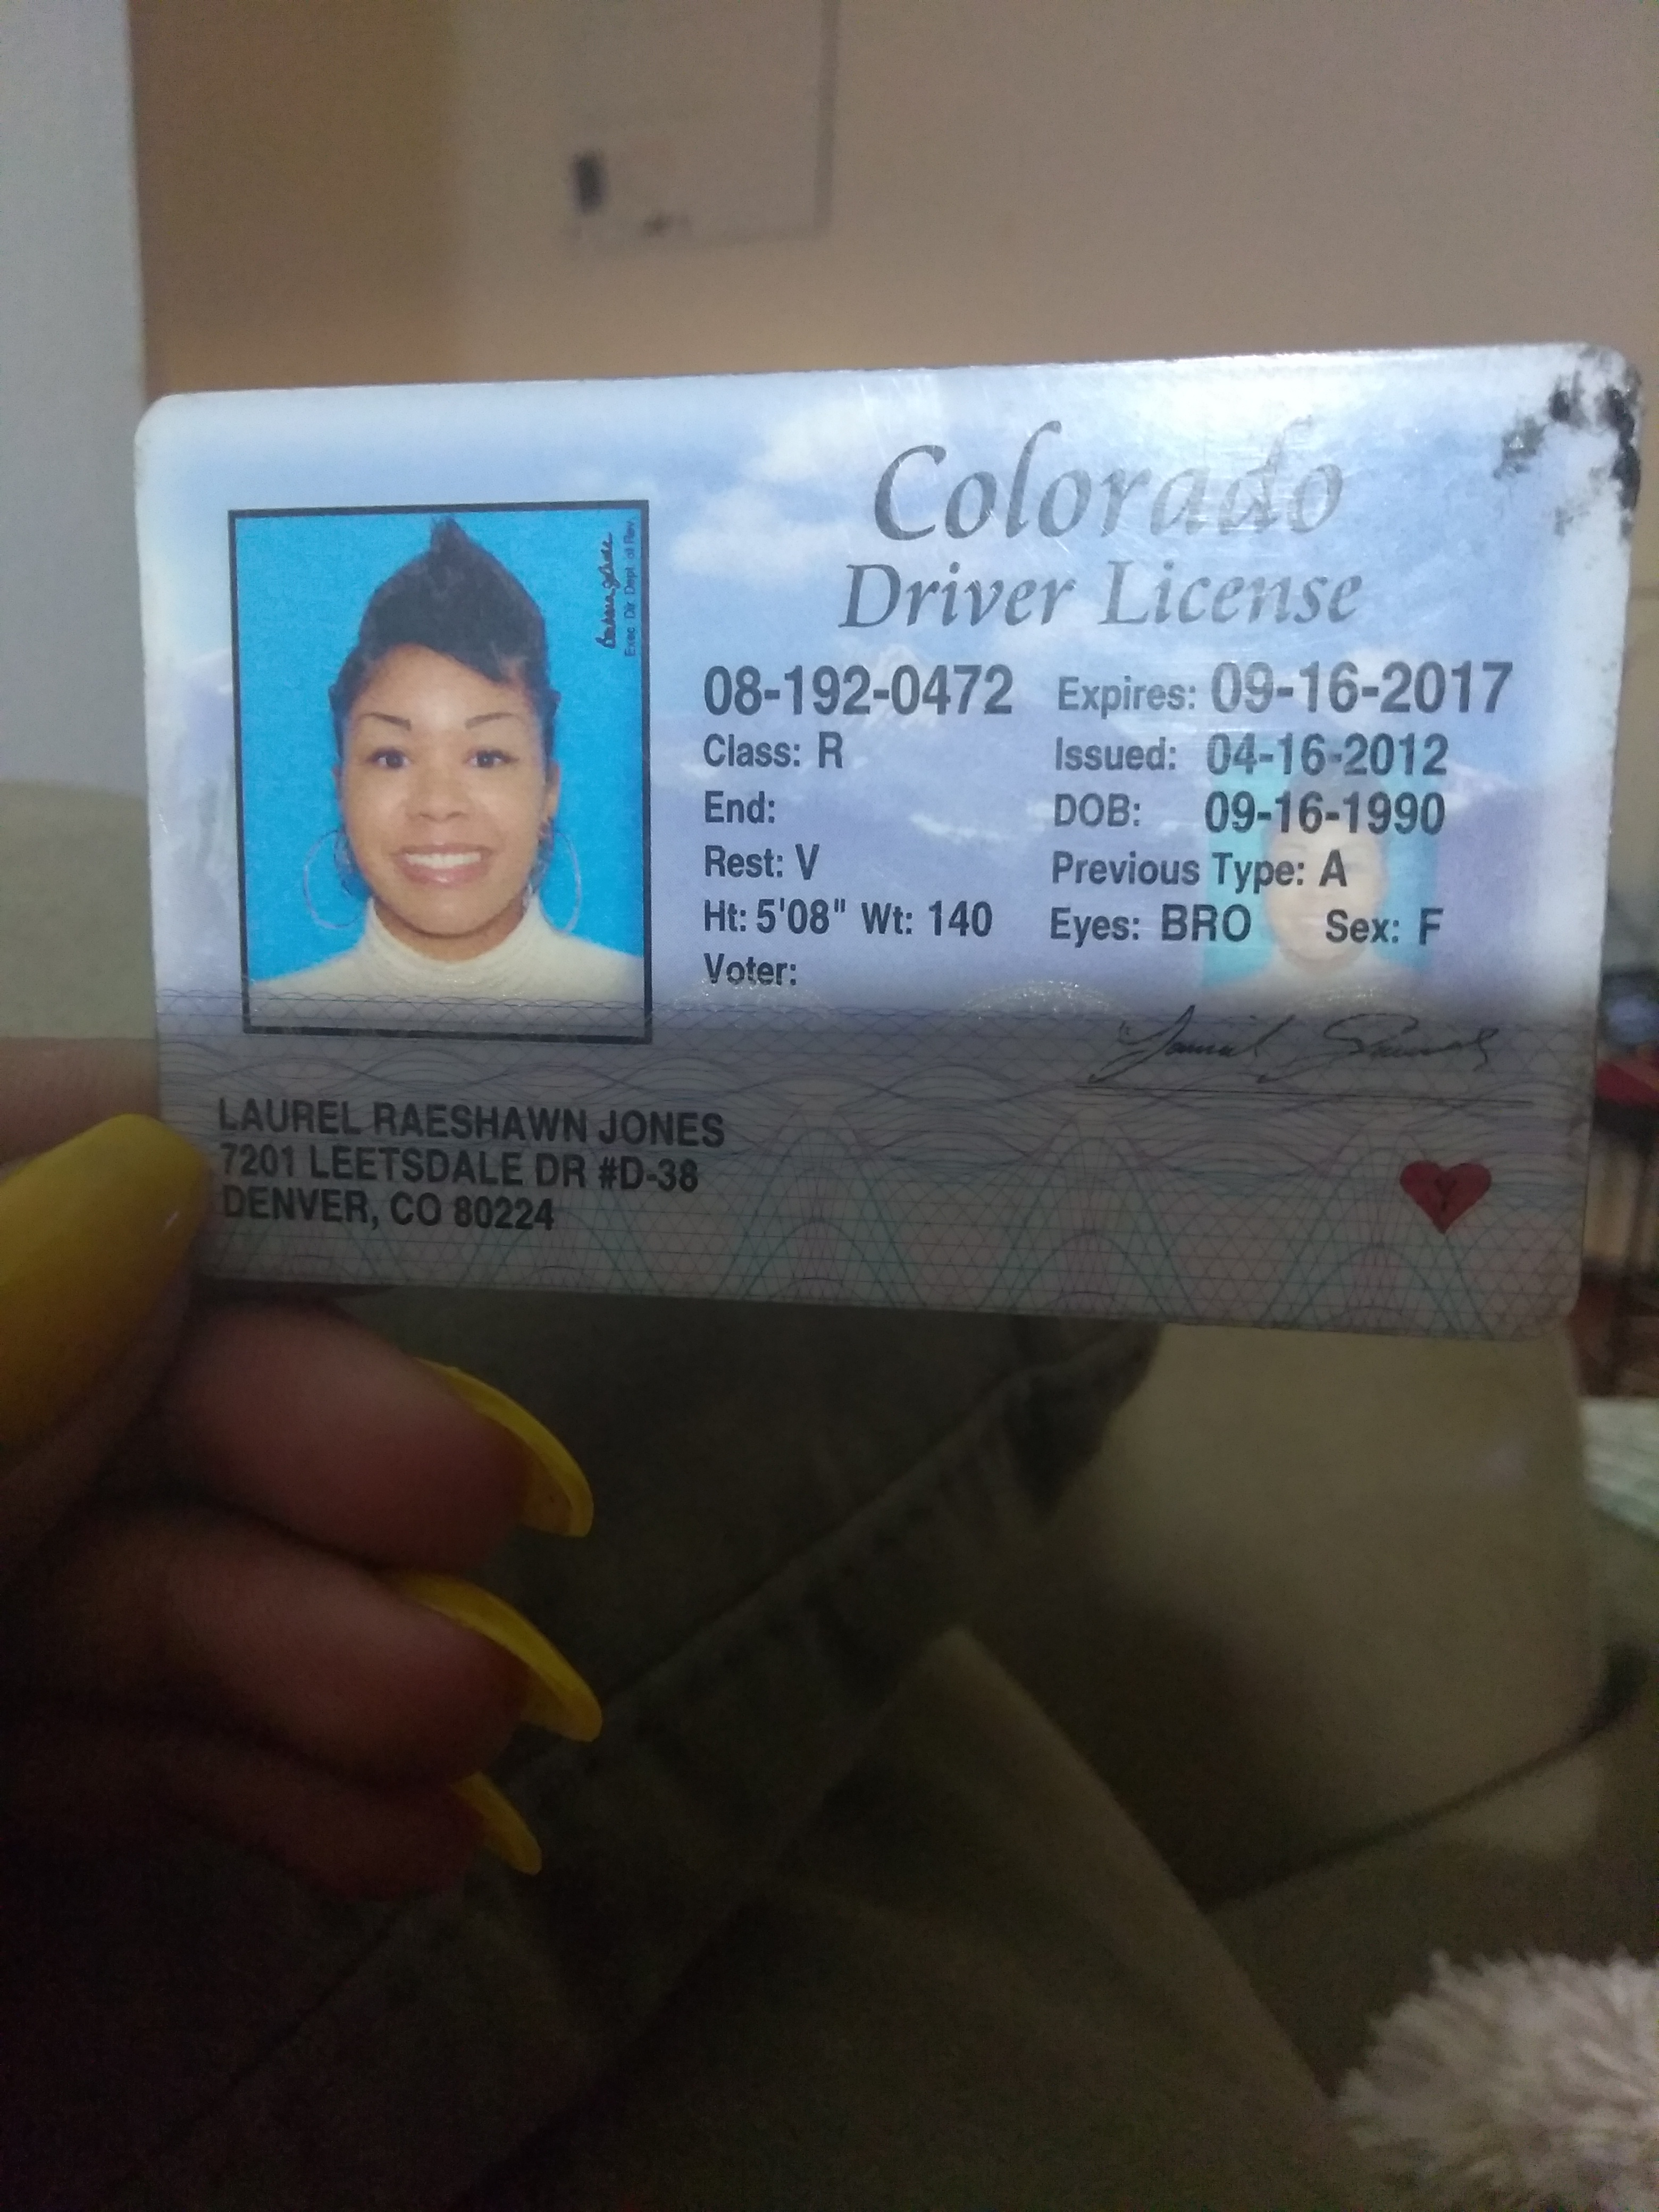 Colorado
Driver License
Exec. Dir. Dept. of Rev.
08-192-0472 Expires: 09-16-2017
Class: R Issued: 04-16-2012
End: DOB: 09-16-1990
Rest: V Previous Type: A
Ht: 5'08" Wt: 140 Eyes: BRO Sex: F
Voter:
LAUREL RAESHAWN JONES
7201 LEETSDALE DR #D-38
DENVER, CO 80224
Y